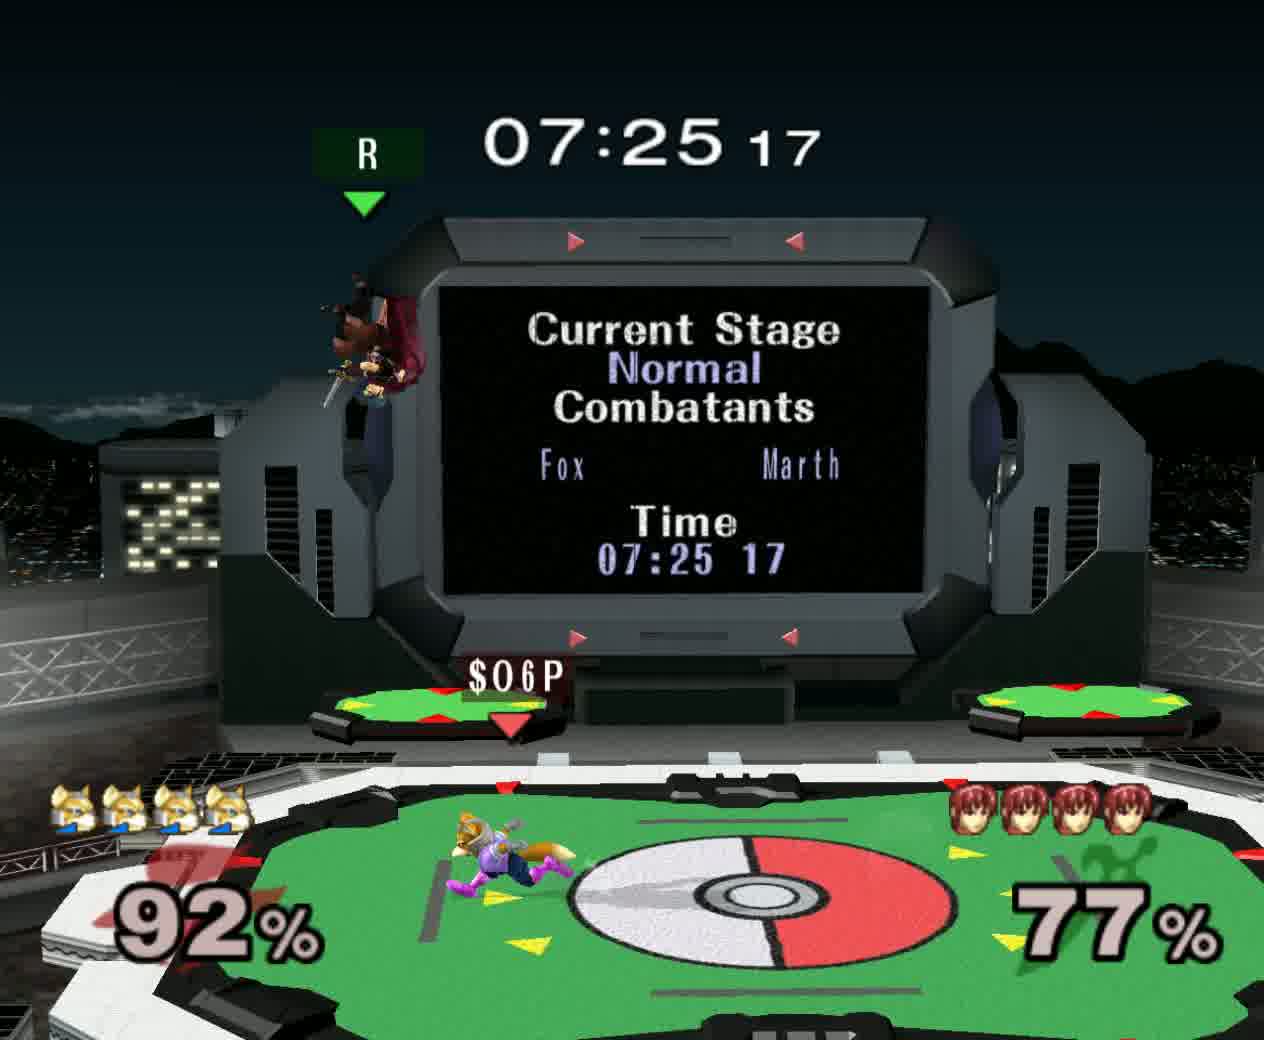 07:25 17
R
Current Stage
Normal
Combatants
Fox Marth
Time
07:25 17
$06P
92%
77%